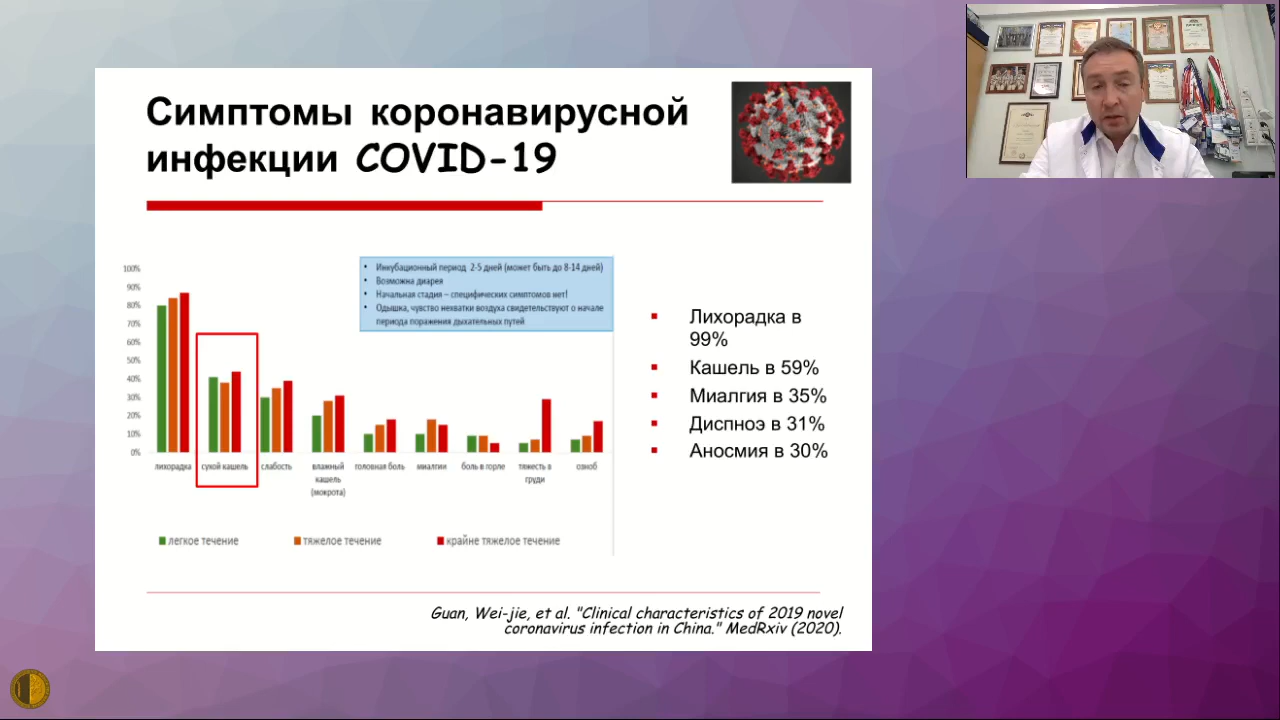 Симптомы коронавирусной
инфекции COVID-19
100%
90%
80%
70%
60%
50%
40%
30%
20%
10%
0%
• Инкубационный период 2-5 дней (может быть до 8-14 дней)
• Возможна диарея
• Начальная стадия – специфических симптомов нет!
• Одышка, чувство нехватки воздуха свидетельствуют о начале
периода поражения дыхательных путей
лихорадка
сухой кашель
слабость
влажный
кашель
(мокрота)
головная боль
миалгии
боль в горле
тяжесть в
груди
озноб
легкое течение
тяжелое течение
крайне тяжелое течение
Лихорадка в
99%
Кашель в 59%
Миалгия в 35%
Диспноэ в 31%
Аносмия в 30%
Guan, Wei-jie, et al. "Clinical characteristics of 2019 novel
coronavirus infection in China." MedRxiv (2020).